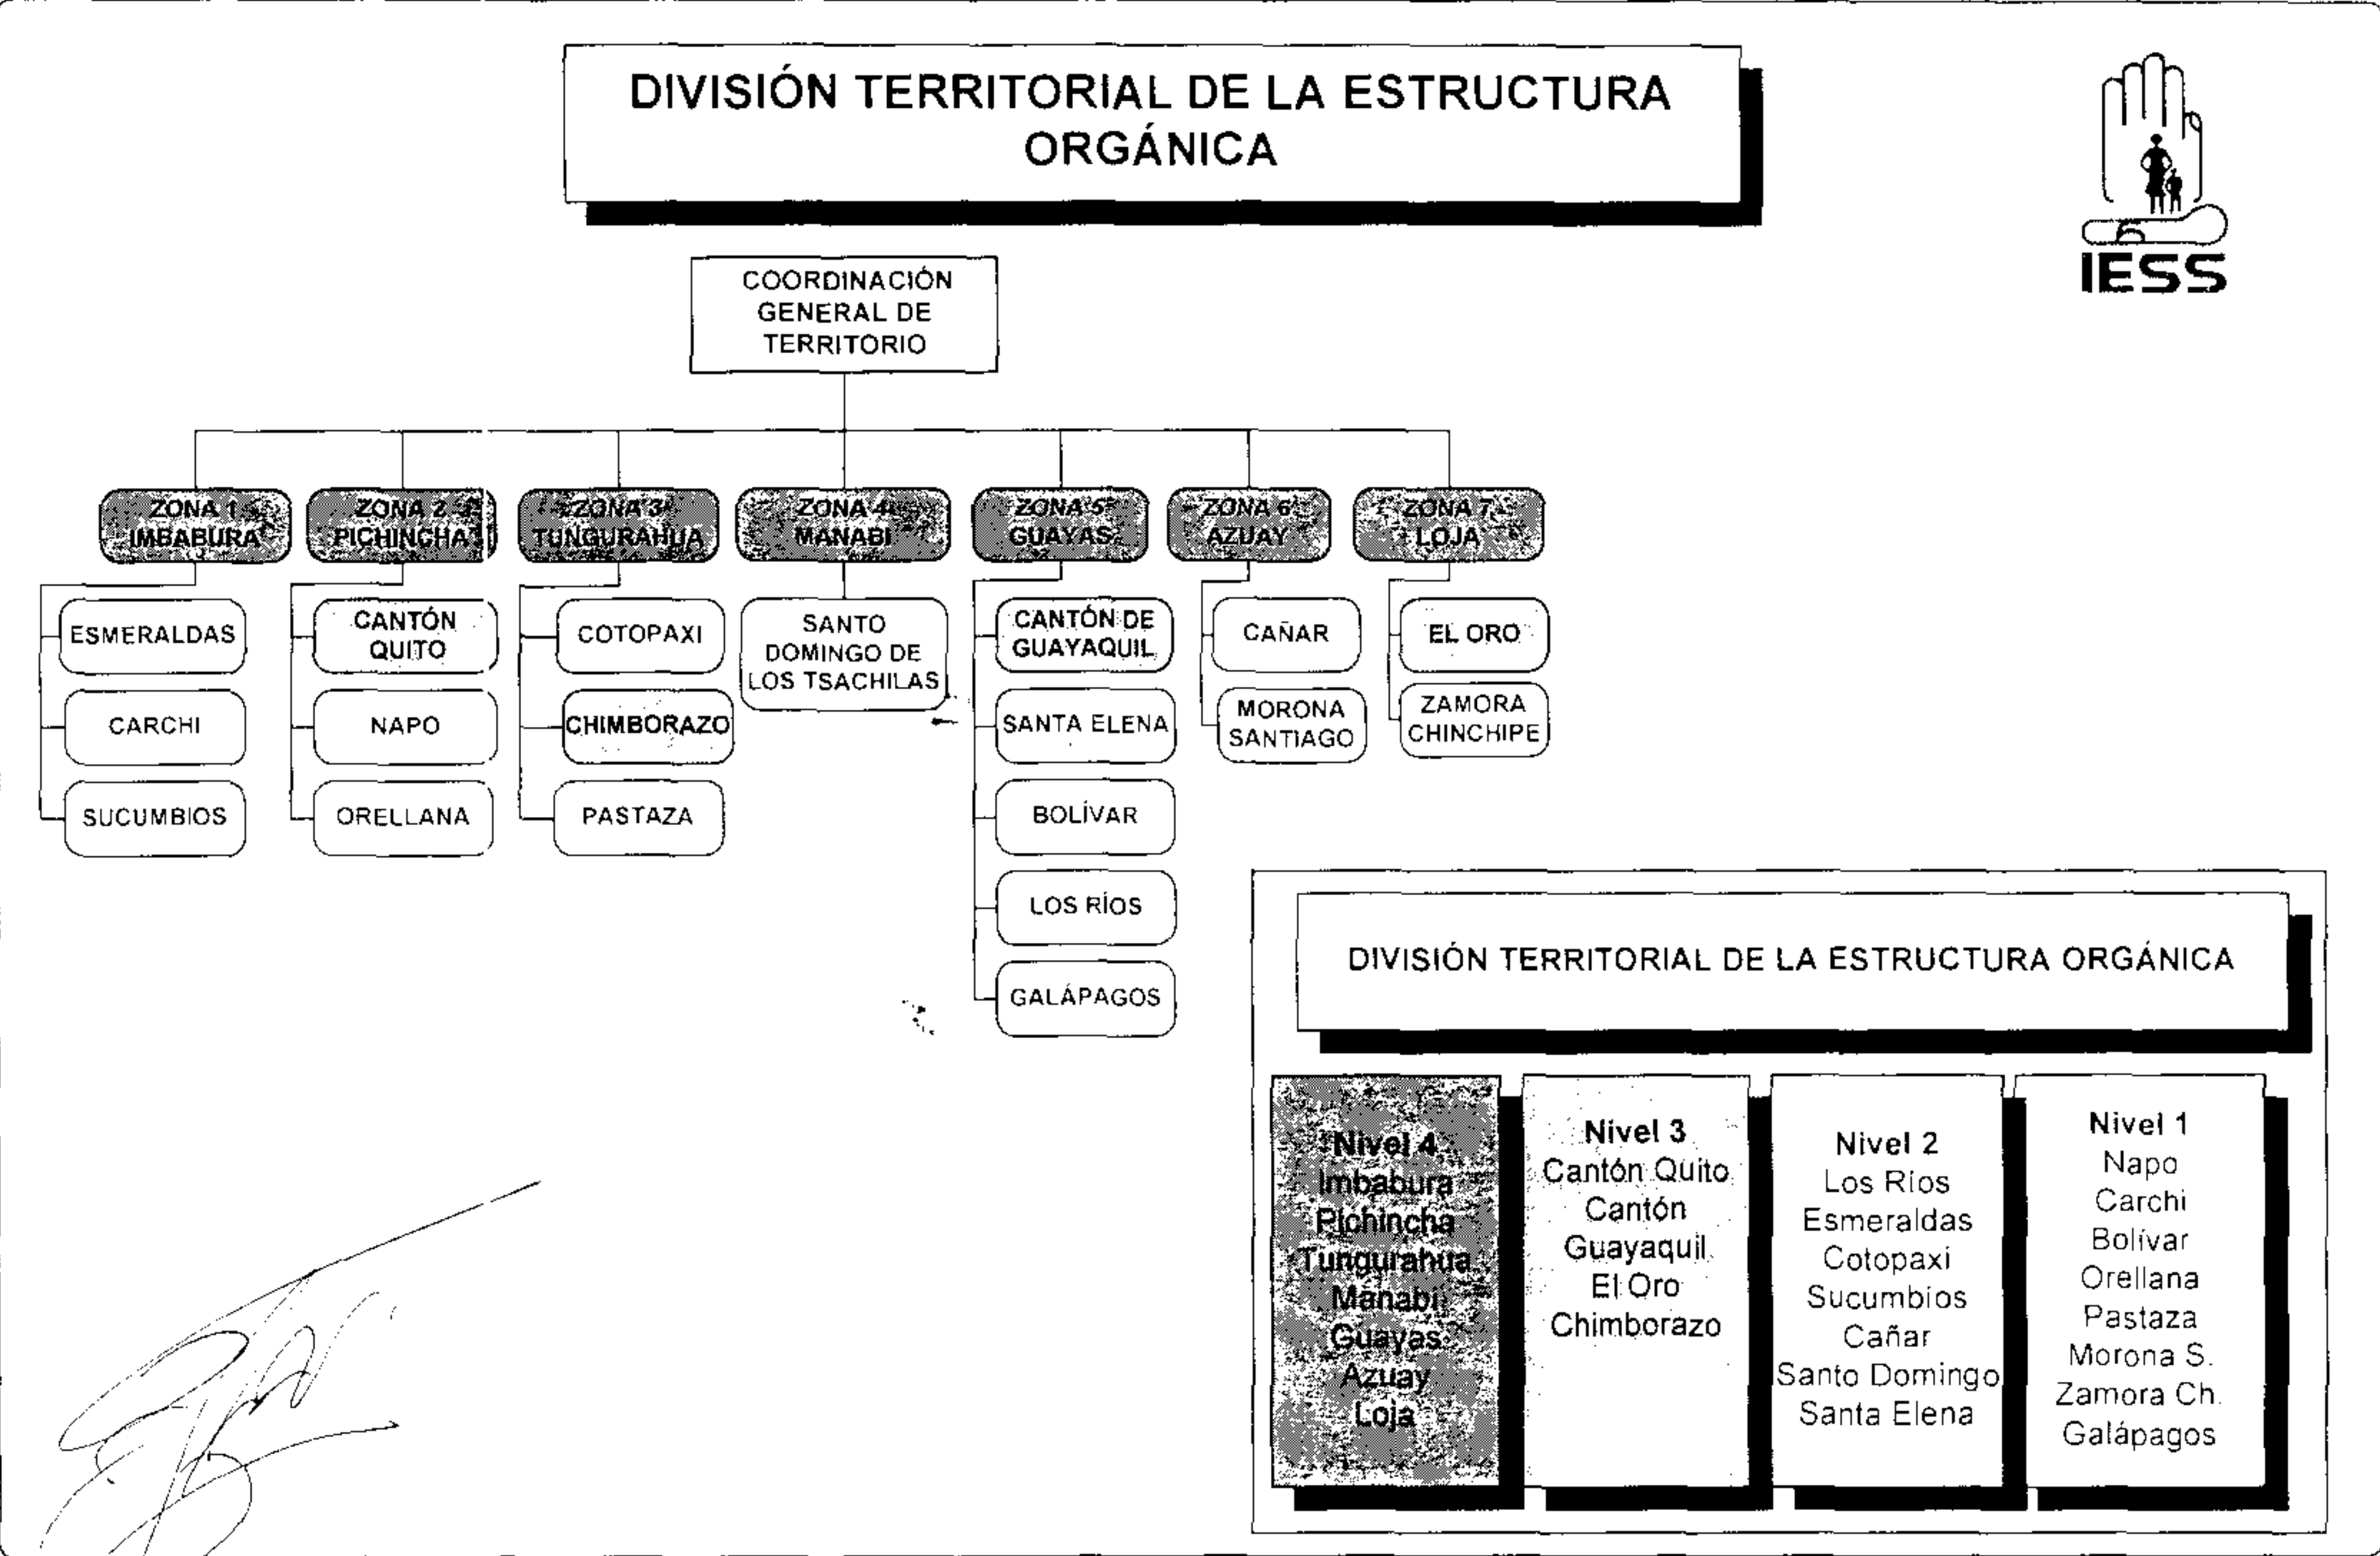 DIVISIÓN TERRITORIAL DE LA ESTRUCTURA
ORGÁNICA
IESS
COORDINACIÓN
GENERAL DE
TERRITORIO
ZONA 1
IMBABURA
ESMERALDAS
CARCHI
SUCUMBIOS
ZONA 2
PICHINCHA
CANTÓN
QUITO
NAPO
ORELLANA
ZONA 3
TUNGURAHUA
COTOPAXI
CHIMBORAZO
PASTAZA
ZONA 4
MANABI
SANTO
DOMINGO DE
LOS TSACHILAS
ZONA 5
GUAYAS
CANTÓN DE
GUAYAQUIL
SANTA ELENA
BOLÍVAR
LOS RÍOS
GALÁPAGOS
ZONA 6
AZUAY
CAÑAR
MORONA
SANTIAGO
ZONA 7
LOJA
EL ORO
ZAMORA
CHINCHIPE
DIVISIÓN TERRITORIAL DE LA ESTRUCTURA ORGÁNICA
Nivel 4
Imbabura
Pichincha
Tungurahua
Manabi
Guayas
Azuay
Loja
Nivel 3
Cantón Quito
Cantón
Guayaquil
El Oro
Chimborazo
Nivel 2
Los Ríos
Esmeraldas
Cotopaxi
Sucumbios
Cañar
Santo Domingo
Santa Elena
Nivel 1
Napo
Carchi
Bolívar
Orellana
Pastaza
Morona S.
Zamora Ch.
Galápagos